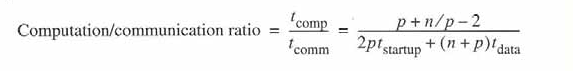 Computation/communication ratio = t_comp / t_comm = (p + n/p – 2) / (2pt_startup + (n + p)t_data)